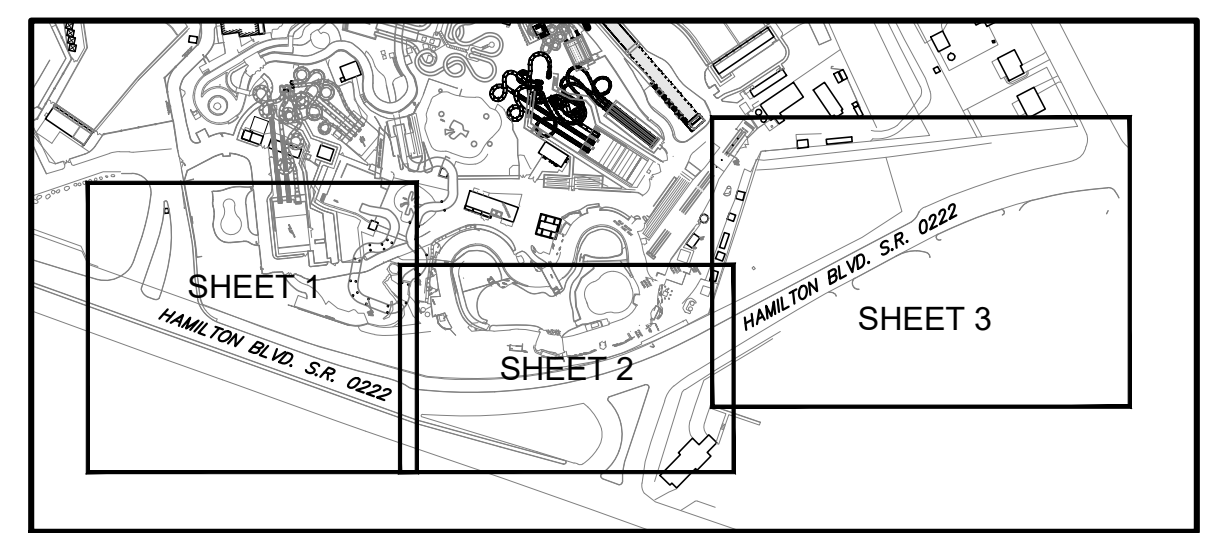 SHEET 1
HAMILTON BLVD. S.R. 0222
SHEET 2
HAMILTON BLVD. S.R. 0222
SHEET 3